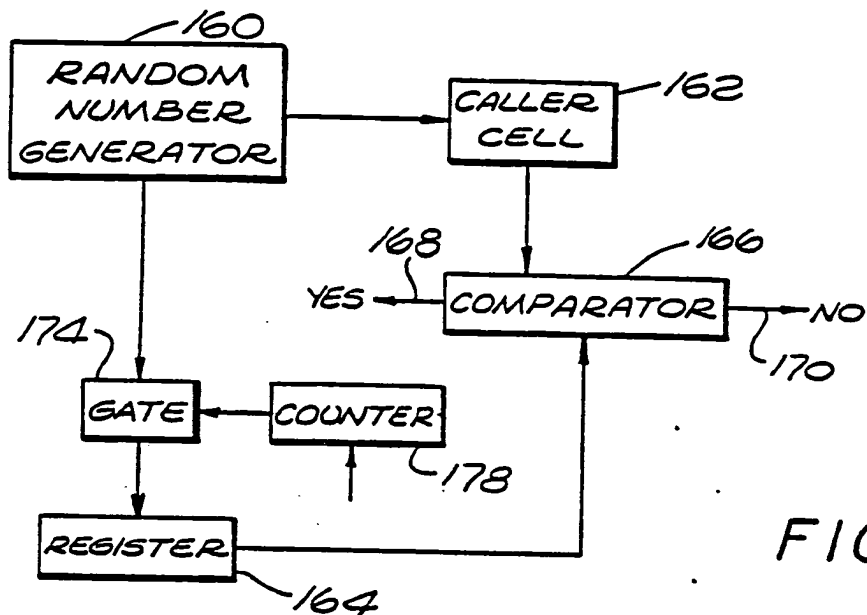 160
RANDOM
NUMBER
GENERATOR
CALLER
CELL
162
168
166
YES
COMPARATOR
NO
170
174
GATE
COUNTER
178
REGISTER
164
FIG